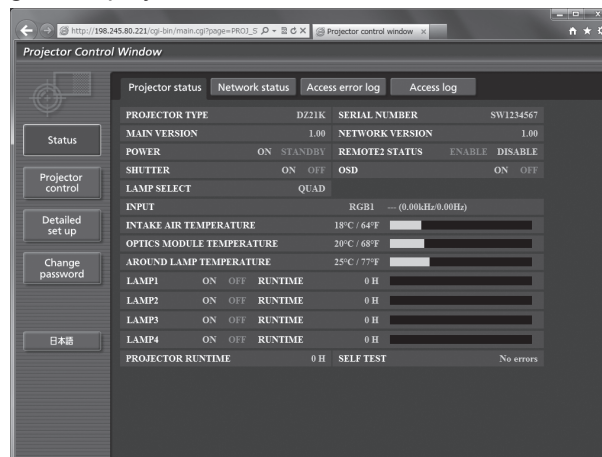 http://198.245.80.221/cgi-bin/main.cgi?page=PROJ_S
Projector control window
Projector Control Window
Projector status Network status Access error log Access log
Status
Projector control
Detailed set up
Change password
日本語
PROJECTOR TYPE DZ21K SERIAL NUMBER SW1234567
MAIN VERSION 1.00 NETWORK VERSION 1.00
POWER ON STANDBY REMOTE2 STATUS ENABLE DISABLE
SHUTTER ON OFF OSD ON OFF
LAMP SELECT QUAD
INPUT RGB1 — (0.00kHz/0.00Hz)
INTAKE AIR TEMPERATURE 18°C / 64°F
OPTICS MODULE TEMPERATURE 20°C / 68°F
AROUND LAMP TEMPERATURE 25°C / 77°F
LAMP1 ON OFF RUNTIME 0 H
LAMP2 ON OFF RUNTIME 0 H
LAMP3 ON OFF RUNTIME 0 H
LAMP4 ON OFF RUNTIME 0 H
PROJECTOR RUNTIME 0 H SELF TEST No errors